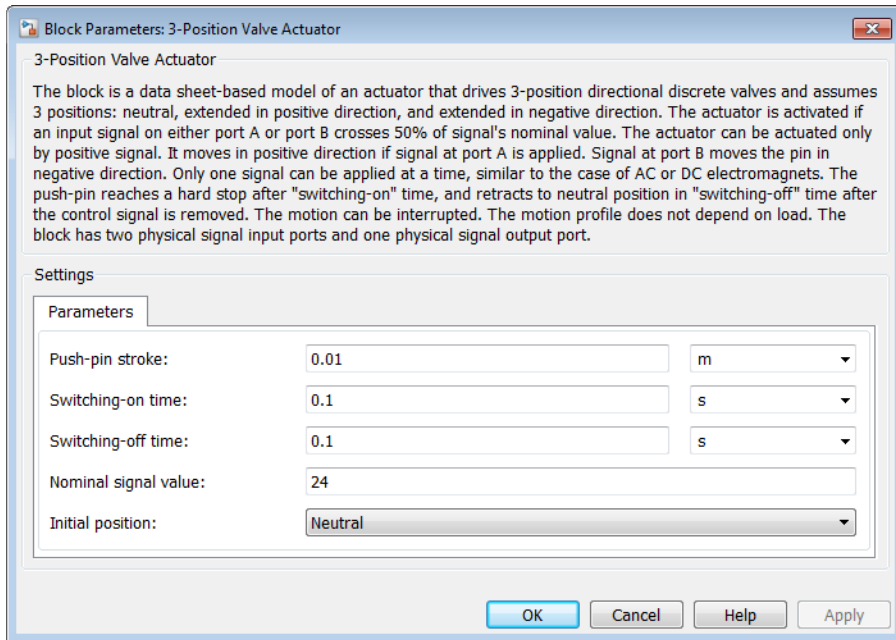 Block Parameters: 3-Position Valve Actuator
3-Position Valve Actuator
The block is a data sheet-based model of an actuator that drives 3-position directional discrete valves and assumes
3 positions: neutral, extended in positive direction, and extended in negative direction. The actuator is activated if
an input signal on either port A or port B crosses 50% of signal's nominal value. The actuator can be actuated only
by positive signal. It moves in positive direction if signal at port A is applied. Signal at port B moves the pin in
negative direction. Only one signal can be applied at a time, similar to the case of AC or DC electromagnets. The
push-pin reaches a hard stop after "switching-on" time, and retracts to neutral position in "switching-off" time after
the control signal is removed. The motion can be interrupted. The motion profile does not depend on load. The
block has two physical signal input ports and one physical signal output port.
Settings
Parameters
Push-pin stroke: 0.01 m
Switching-on time: 0.1 s
Switching-off time: 0.1 s
Nominal signal value: 24
Initial position: Neutral
OK Cancel Help Apply